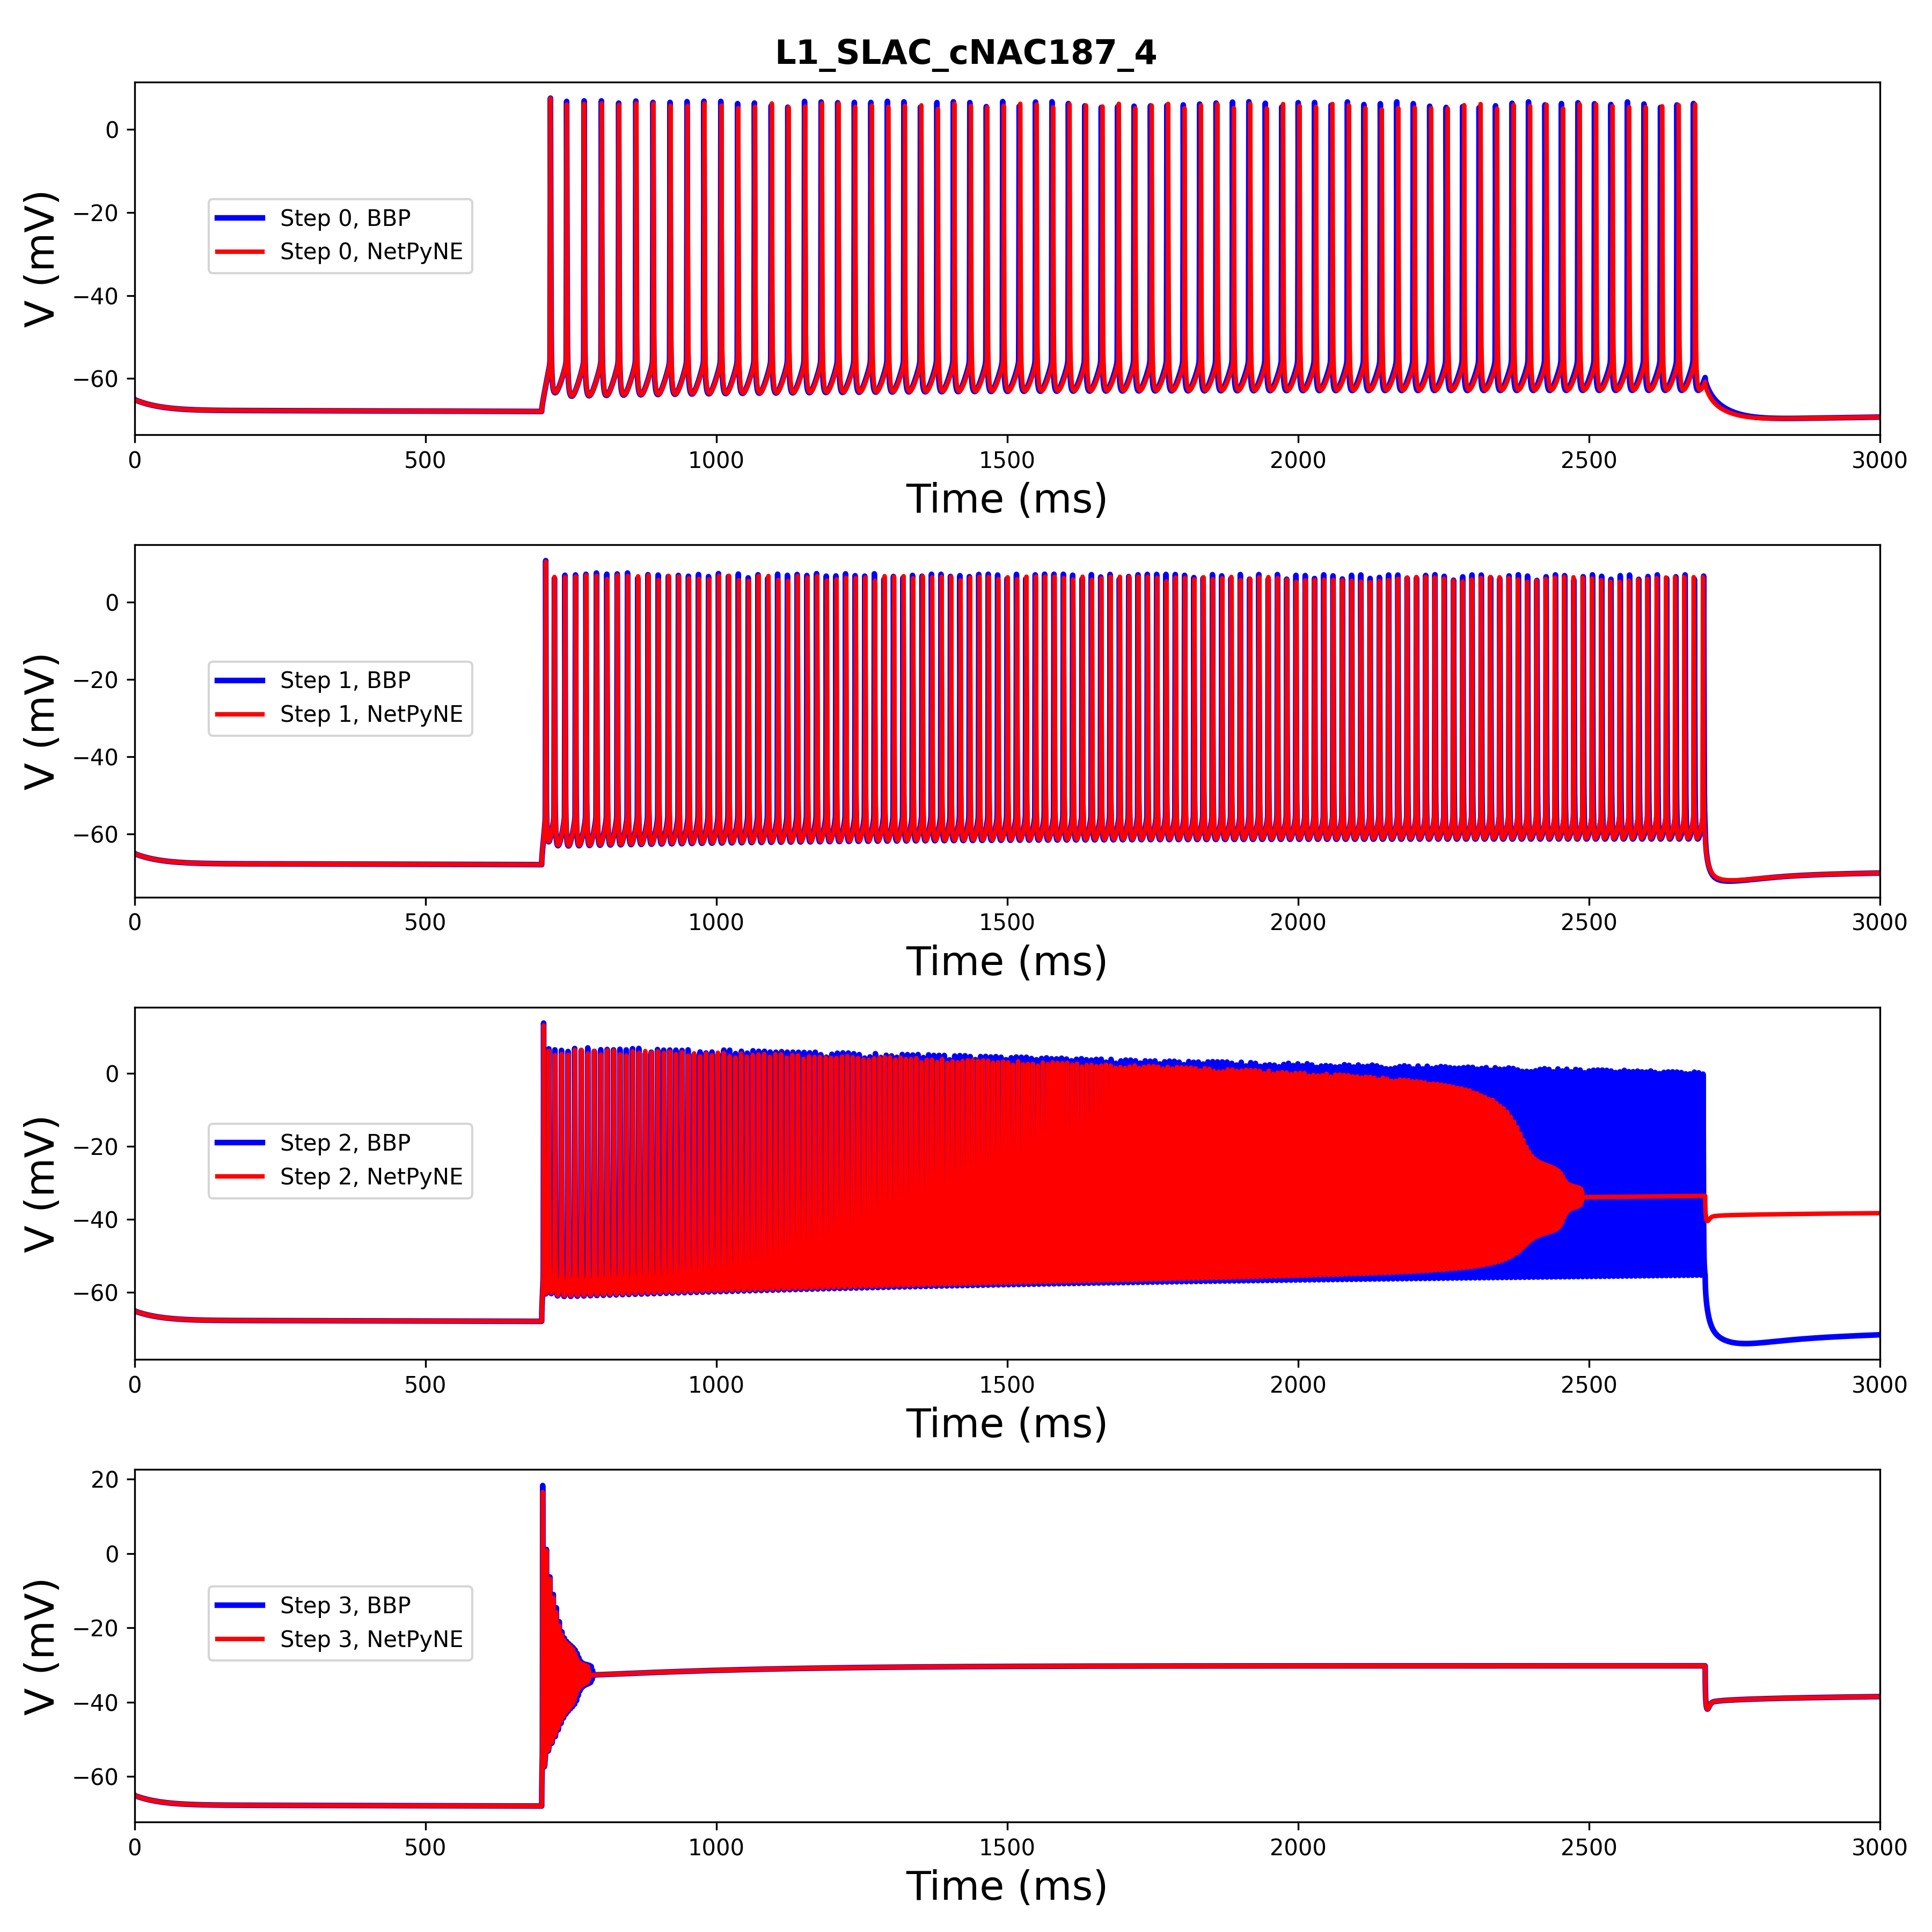 L1_SLAC_cNAC187_4
0
−20
−40
−60
V (mV)
Step 0, BBP
Step 0, NetPyNE
0 500 1000 1500 2000 2500 3000
Time (ms)
0
−20
−40
−60
V (mV)
Step 1, BBP
Step 1, NetPyNE
0 500 1000 1500 2000 2500 3000
Time (ms)
0
−20
−40
−60
V (mV)
Step 2, BBP
Step 2, NetPyNE
0 500 1000 1500 2000 2500 3000
Time (ms)
20
0
−20
−40
−60
V (mV)
Step 3, BBP
Step 3, NetPyNE
0 500 1000 1500 2000 2500 3000
Time (ms)